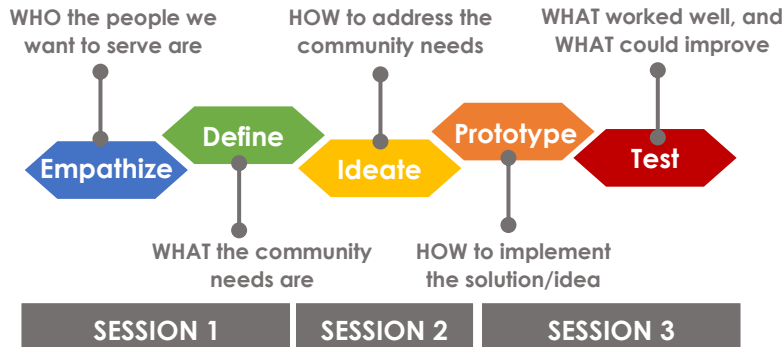 WHO the people we
want to serve are
HOW to address the
community needs
WHAT worked well, and
WHAT could improve
Empathize
Define
Ideate
Prototype
Test
WHAT the community
needs are
HOW to implement
the solution/idea
SESSION 1
SESSION 2
SESSION 3